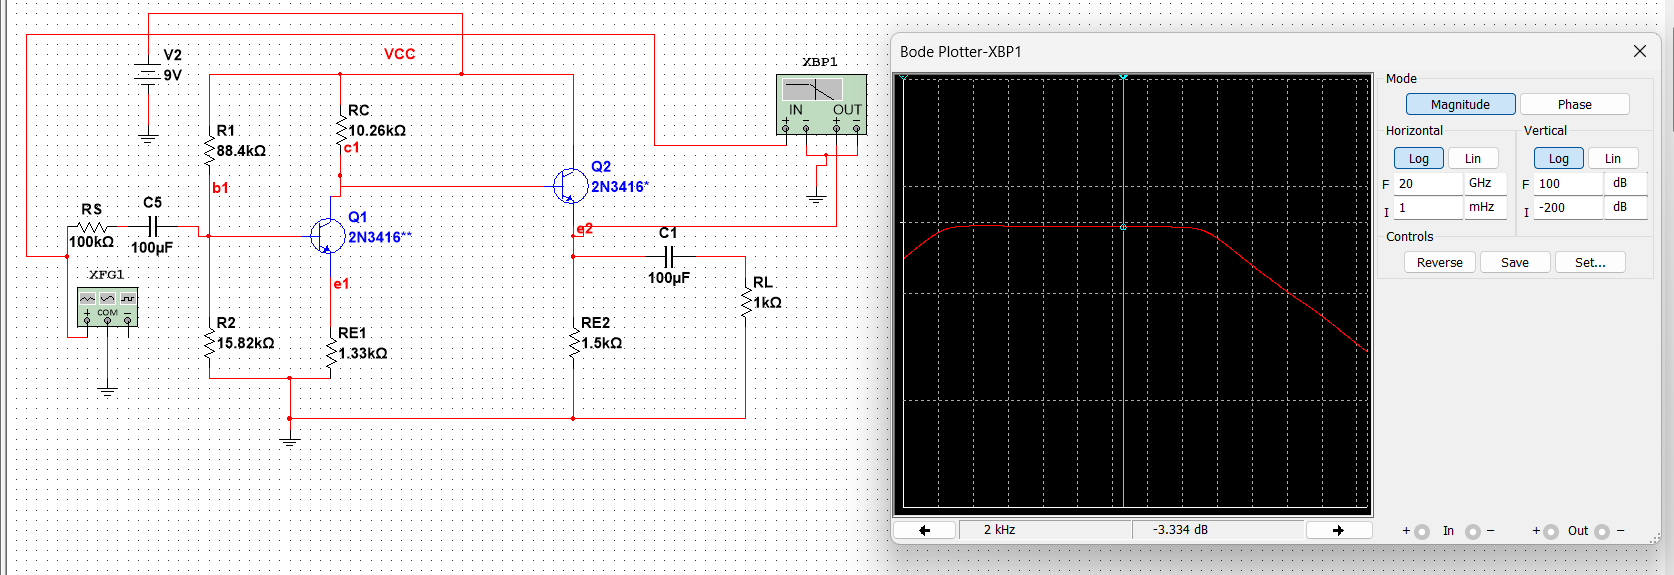 V2
9V
VCC
R1
88.4kΩ
RC
10.26kΩ
c1
b1
RS
100kΩ
C5
100µF
Q1
2N3416**
Q2
2N3416*
e2
C1
100µF
RL
1kΩ
e1
XFG1
+ COM −
R2
15.82kΩ
RE1
1.33kΩ
RE2
1.5kΩ
XBP1
IN OUT
+ − + −
Bode Plotter-XBP1
Mode
Magnitude Phase
Horizontal Vertical
Log Lin Log Lin
F 20 GHz F 100 dB
I 1 mHz I -200 dB
Controls
Reverse Save Set...
2 kHz -3.334 dB
+ In − + Out −